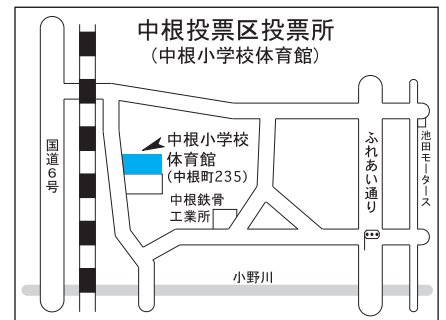 中根投票区投票所
(中根小学校体育館)
国道6号
中根小学校
体育館
(中根町235)
中根鉄骨
工業所
ふれあい通り
池田モータース
小野川